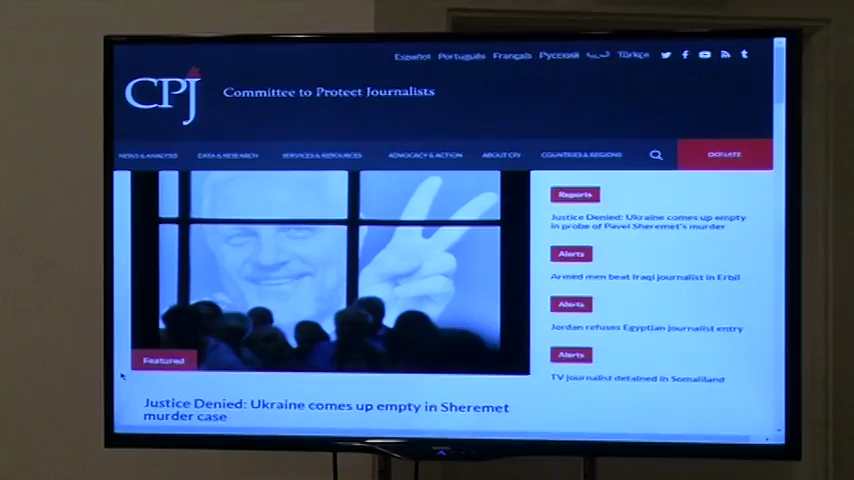 Español Português Français Русский العربية Türkçe
CPJ Committee to Protect Journalists
NEWS & ANALYSIS DATA & RESEARCH SERVICES & RESOURCES ADVOCACY & ACTION ABOUT CPJ COUNTRIES & REGIONS DONATE
Featured
Justice Denied: Ukraine comes up empty in Sheremet
murder case
Reports
Justice Denied: Ukraine comes up empty
in probe of Pavel Sheremet's murder
Alerts
Armed men beat Iraqi journalist in Erbil
Alerts
Jordan refuses Egyptian journalist entry
Alerts
TV journalist detained in Somaliland